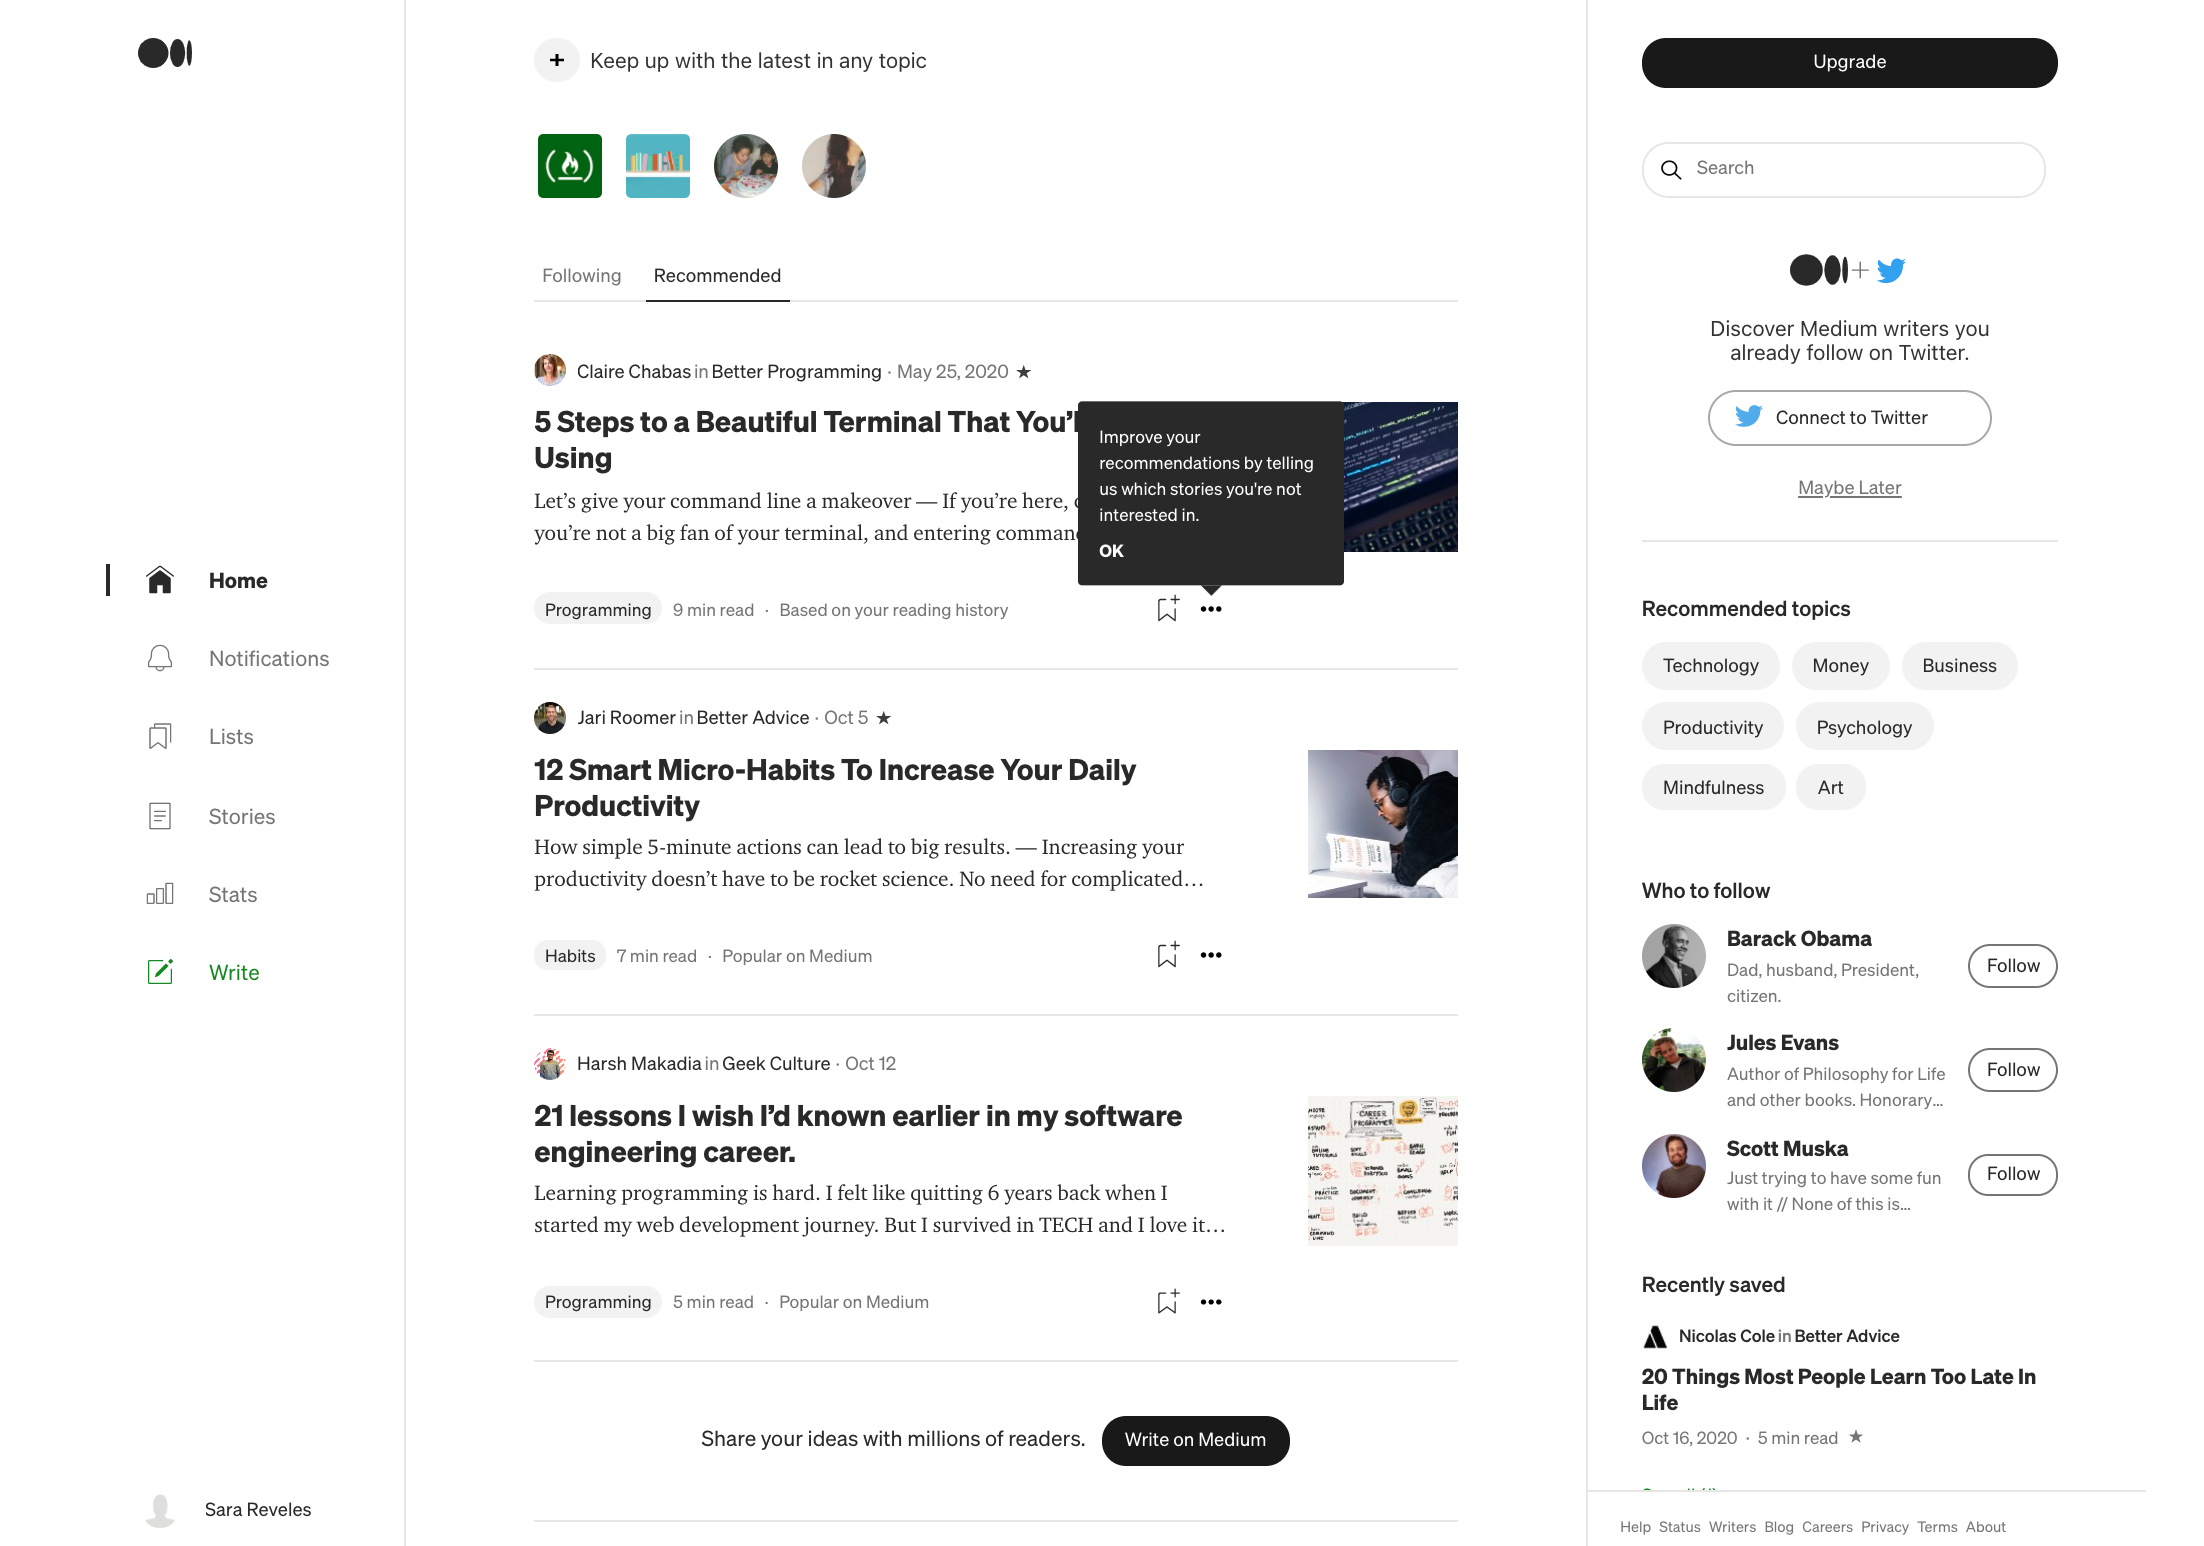 Keep up with the latest in any topic
Following Recommended
Claire Chabas in Better Programming · May 25, 2020 ★
5 Steps to a Beautiful Terminal That You'l
Using
Let's give your command line a makeover — If you're here,
you're not a big fan of your terminal, and entering
Improve your
recommendations by telling
us which stories you're not
interested in.
OK
Programming 9 min read · Based on your reading history
Jari Roomer in Better Advice · Oct 5 ★
12 Smart Micro-Habits To Increase Your Daily
Productivity
How simple 5-minute actions can lead to big results. — Increasing your
productivity doesn't have to be rocket science. No need for complicated…
Habits 7 min read · Popular on Medium
Harsh Makadia in Geek Culture · Oct 12
21 lessons I wish I'd known earlier in my software
engineering career.
Learning programming is hard. I felt like quitting 6 years back when I
started my web development journey. But I survived in TECH and I love it…
CAREER
PROGRAMMER
Programming 5 min read · Popular on Medium
Share your ideas with millions of readers. Write on Medium
Home
Notifications
Lists
Stories
Stats
Write
Sara Reveles
Upgrade
Search
Discover Medium writers you
already follow on Twitter.
Connect to Twitter
Maybe Later
Recommended topics
Technology Money Business
Productivity Psychology
Mindfulness Art
Who to follow
Barack Obama
Dad, husband, President,
citizen.
Follow
Jules Evans
Author of Philosophy for Life
and other books. Honorary...
Follow
Scott Muska
Just trying to have some fun
with it // None of this is...
Follow
Recently saved
Nicolas Cole in Better Advice
20 Things Most People Learn Too Late In
Life
Oct 16, 2020 · 5 min read ★
Help Status Writers Blog Careers Privacy Terms About